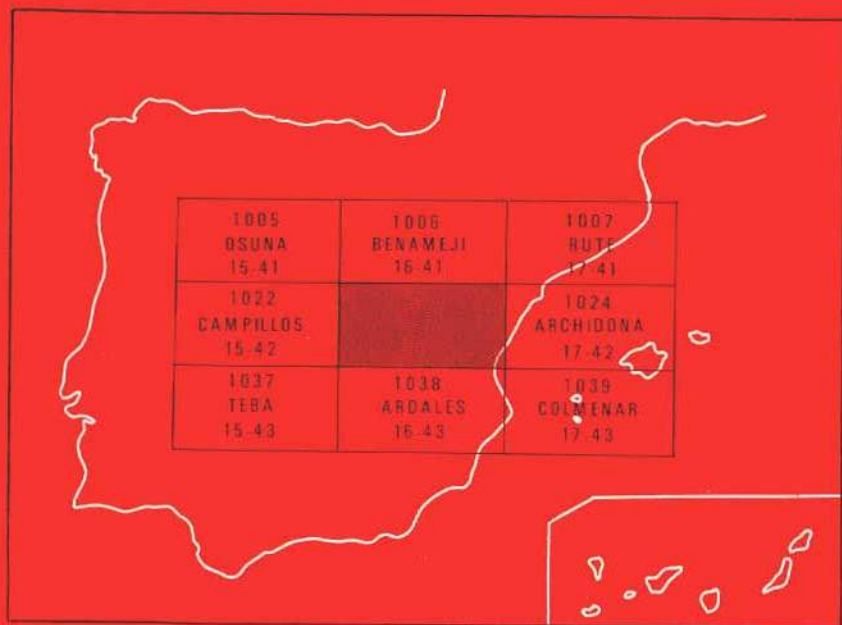 1005
OSUNA
15-41
1006
BENAMEJI
16-41
1007
RUTE
17-41
1022
CAMPILLOS
15-42
1024
ARCHIDONA
17-42
1037
TEBA
15-43
1038
ARDALES
16-43
1039
COLMENAR
17-43